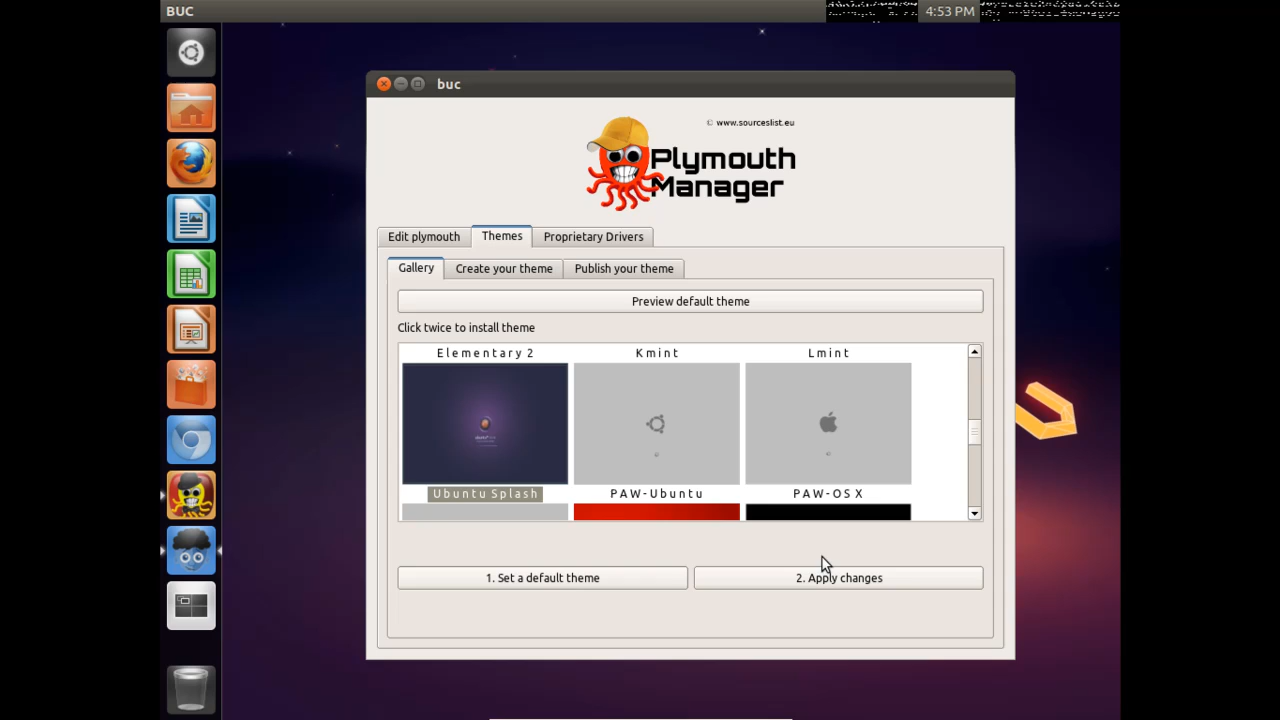 BUC
4:53 PM
buc
© www.sourceslist.eu
Plymouth
Manager
Edit plymouth Themes Proprietary Drivers
Gallery Create your theme Publish your theme
Preview default theme
Click twice to install theme
Elementary 2 Kmint Lmint
Ubuntu Splash PAW-Ubuntu PAW-OS X
1. Set a default theme 2. Apply changes